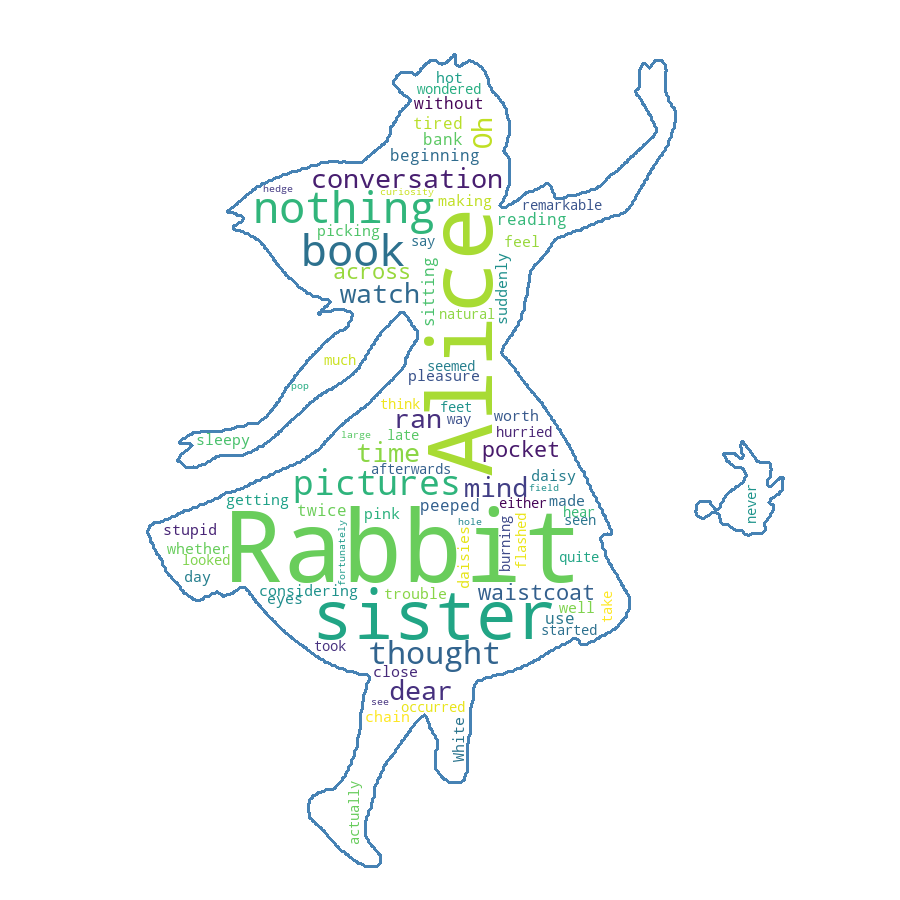 hot
wondered
without
tired
Oh
bank
beginning
conversation
hedge
curiosity
nothing
making
remarkable
reading
picking
book
say
feel
across
sitting
suddenly
watch
natural
Alice
much
seemed
pleasure
pop
think
feet
ran
way
worth
sleepy
large
late
hurried
time
pocket
afterwards
pictures
mind
daisy
field
getting
twice
pink
peeped
either
made
hear
never
stupid
Rabbit
hole
seen
fortunately
daisies
burning
flashed
whether
looked
quite
day
considering
eyes
trouble
waistcoat
take
sister
well
use
started
took
thought
close
dear
see
occurred
chain
White
actually